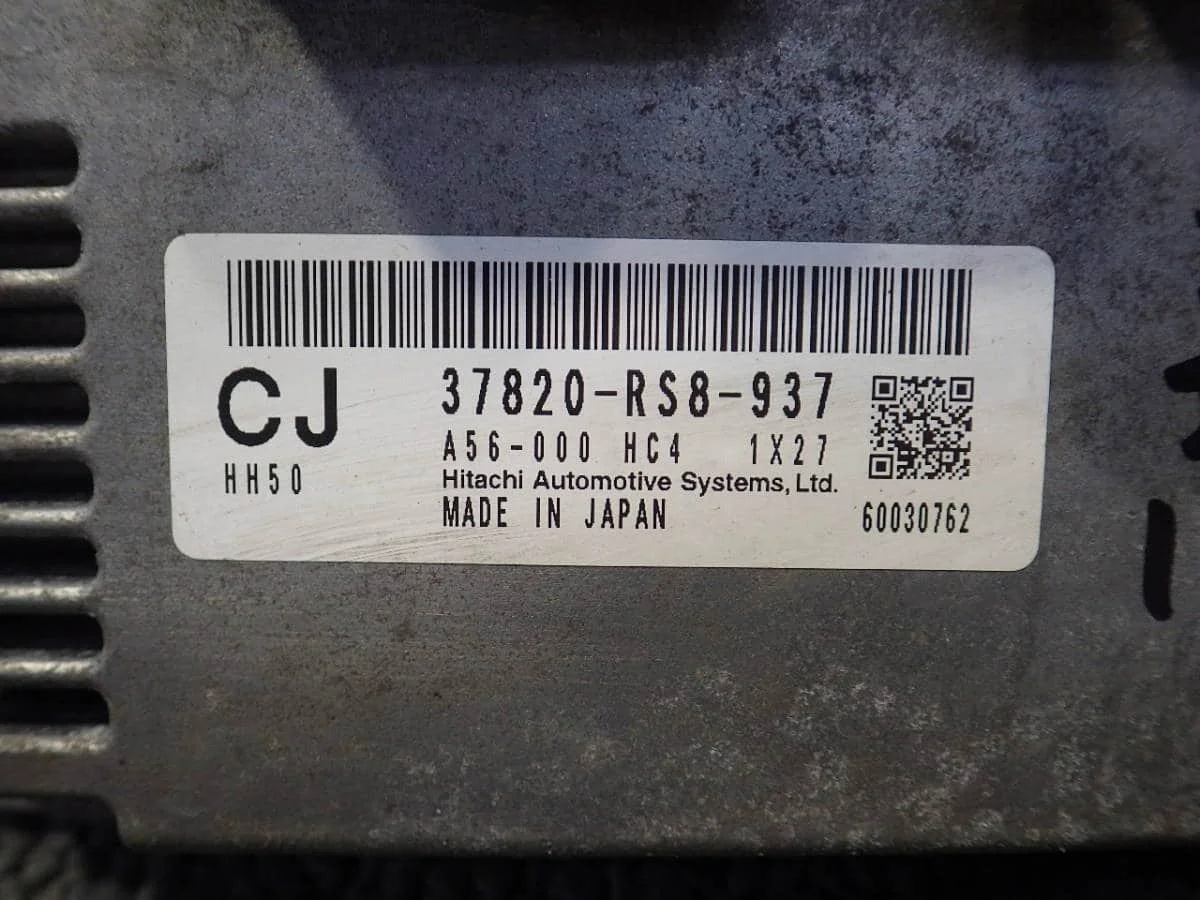 CJ
37820-RS8-937
HH50
A56-000 HC4 1X27
Hitachi Automotive Systems, Ltd.
MADE IN JAPAN
60030762